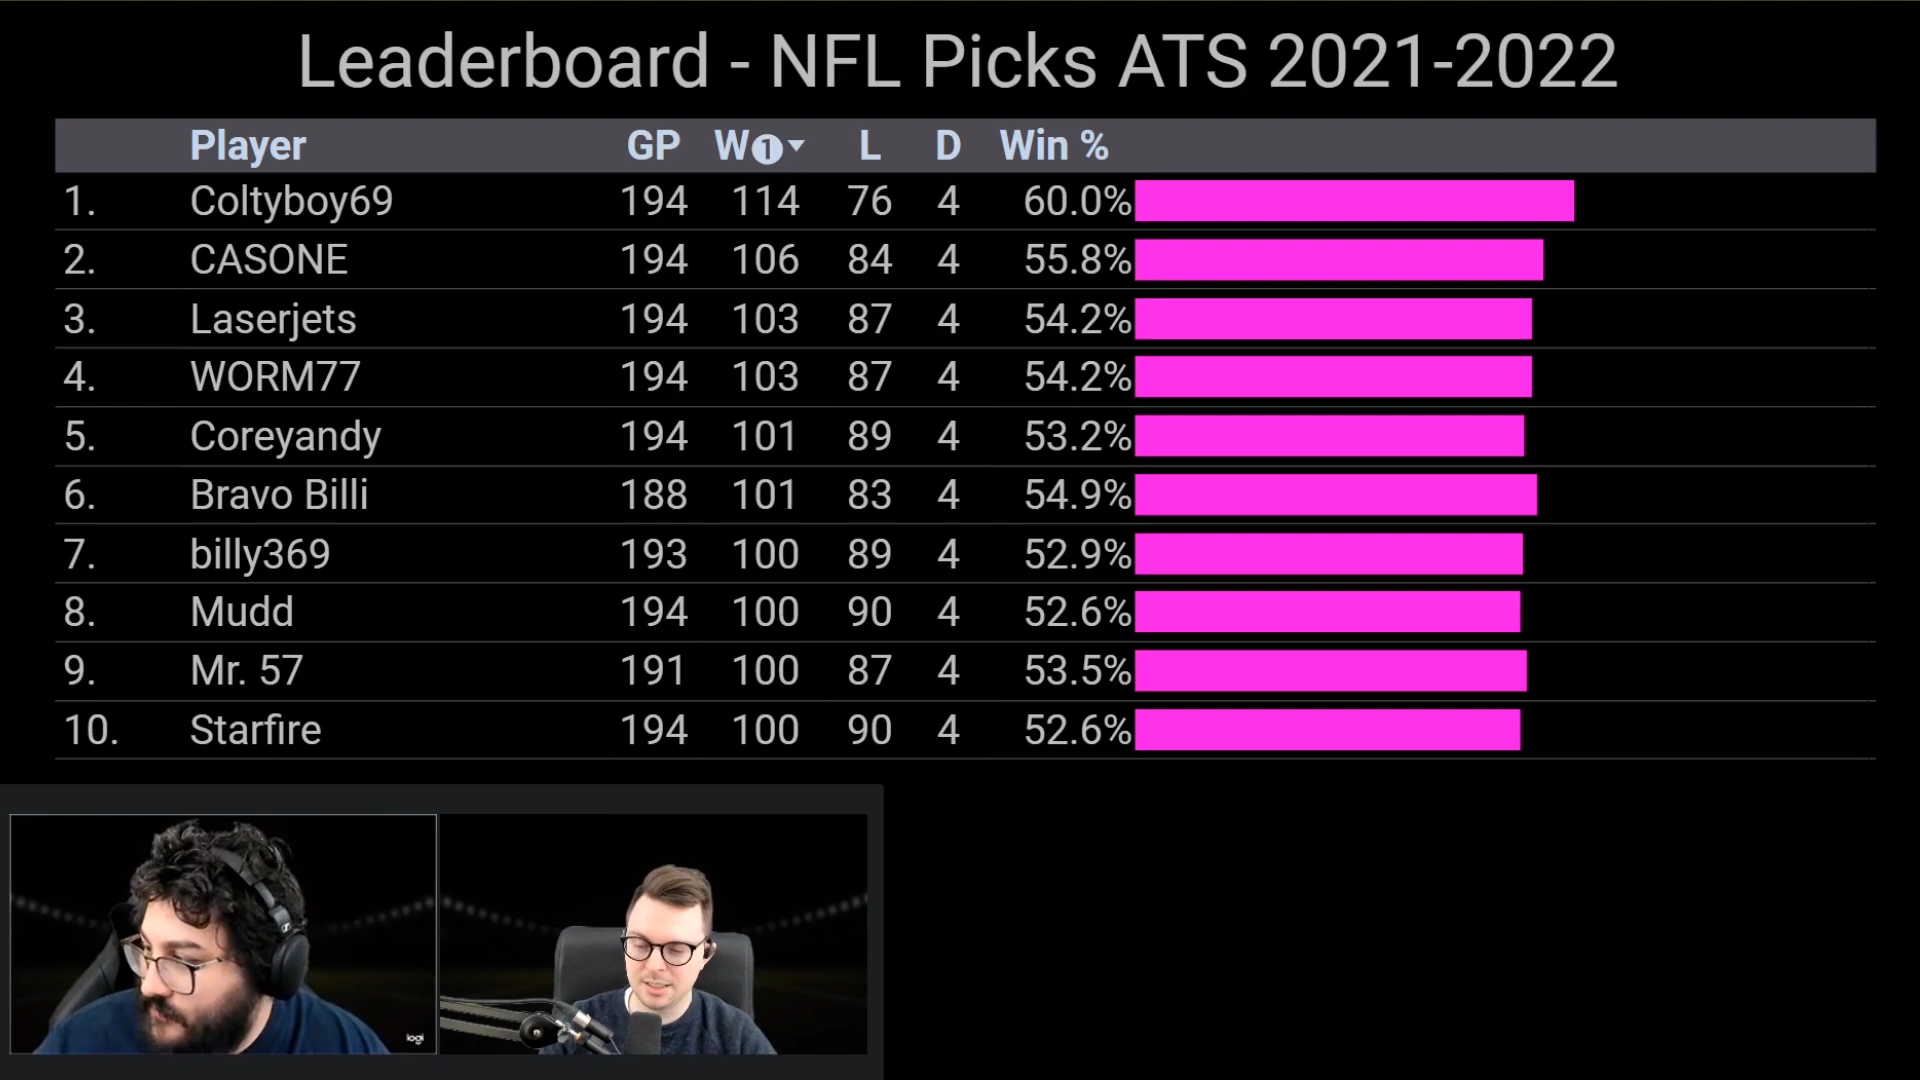 Leaderboard - NFL Picks ATS 2021-2022
Player GP W1 L D Win %
1. Coltyboy69 194 114 76 4 60.0%
2. CASONE 194 106 84 4 55.8%
3. Laserjets 194 103 87 4 54.2%
4. WORM77 194 103 87 4 54.2%
5. Coreyandy 194 101 89 4 53.2%
6. Bravo Billi 188 101 83 4 54.9%
7. billy369 193 100 89 4 52.9%
8. Mudd 194 100 90 4 52.6%
9. Mr. 57 191 100 87 4 53.5%
10. Starfire 194 100 90 4 52.6%
logi